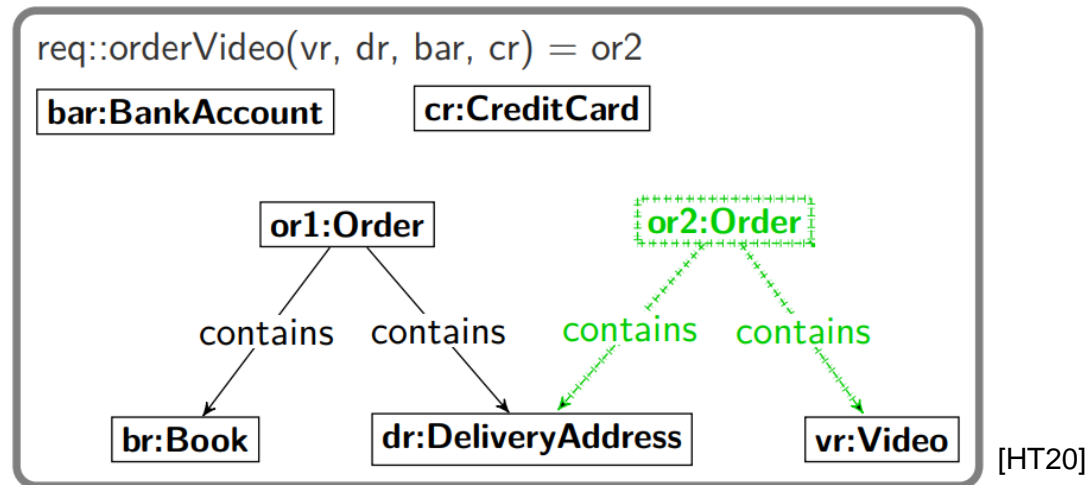 req::orderVideo(vr, dr, bar, cr) = or2
bar:BankAccount
cr:CreditCard
or1:Order
or2:Order
contains
contains
contains
contains
br:Book
dr:DeliveryAddress
vr:Video
[HT20]